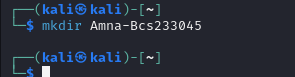 ┌──(kali㉿kali)-[~]
└─$ mkdir Amna-Bcs233045
┌──(kali㉿kali)-[~]
└─$